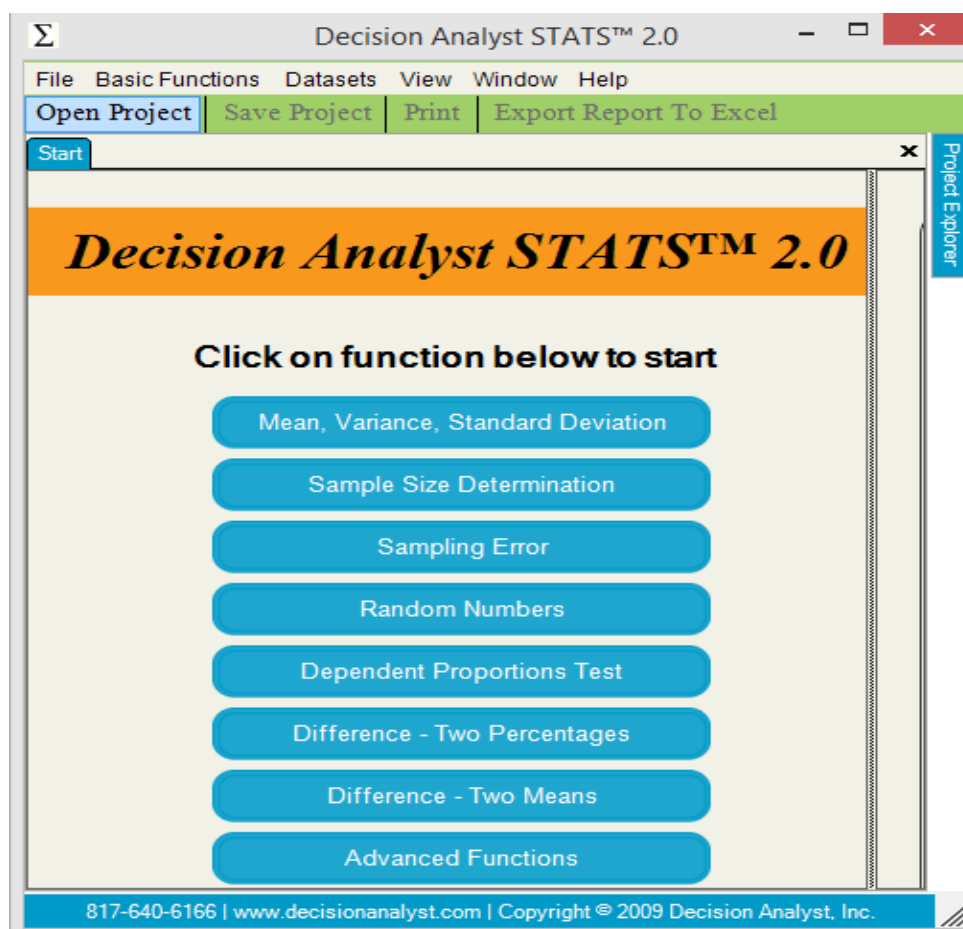 Σ Decision Analyst STATS™ 2.0
File Basic Functions Datasets View Window Help
Open Project Save Project Print Export Report To Excel
Start
Project Explorer
Decision Analyst STATS™ 2.0
Click on function below to start
Mean, Variance, Standard Deviation
Sample Size Determination
Sampling Error
Random Numbers
Dependent Proportions Test
Difference - Two Percentages
Difference - Two Means
Advanced Functions
817-640-6166 | www.decisionanalyst.com | Copyright © 2009 Decision Analyst, Inc.